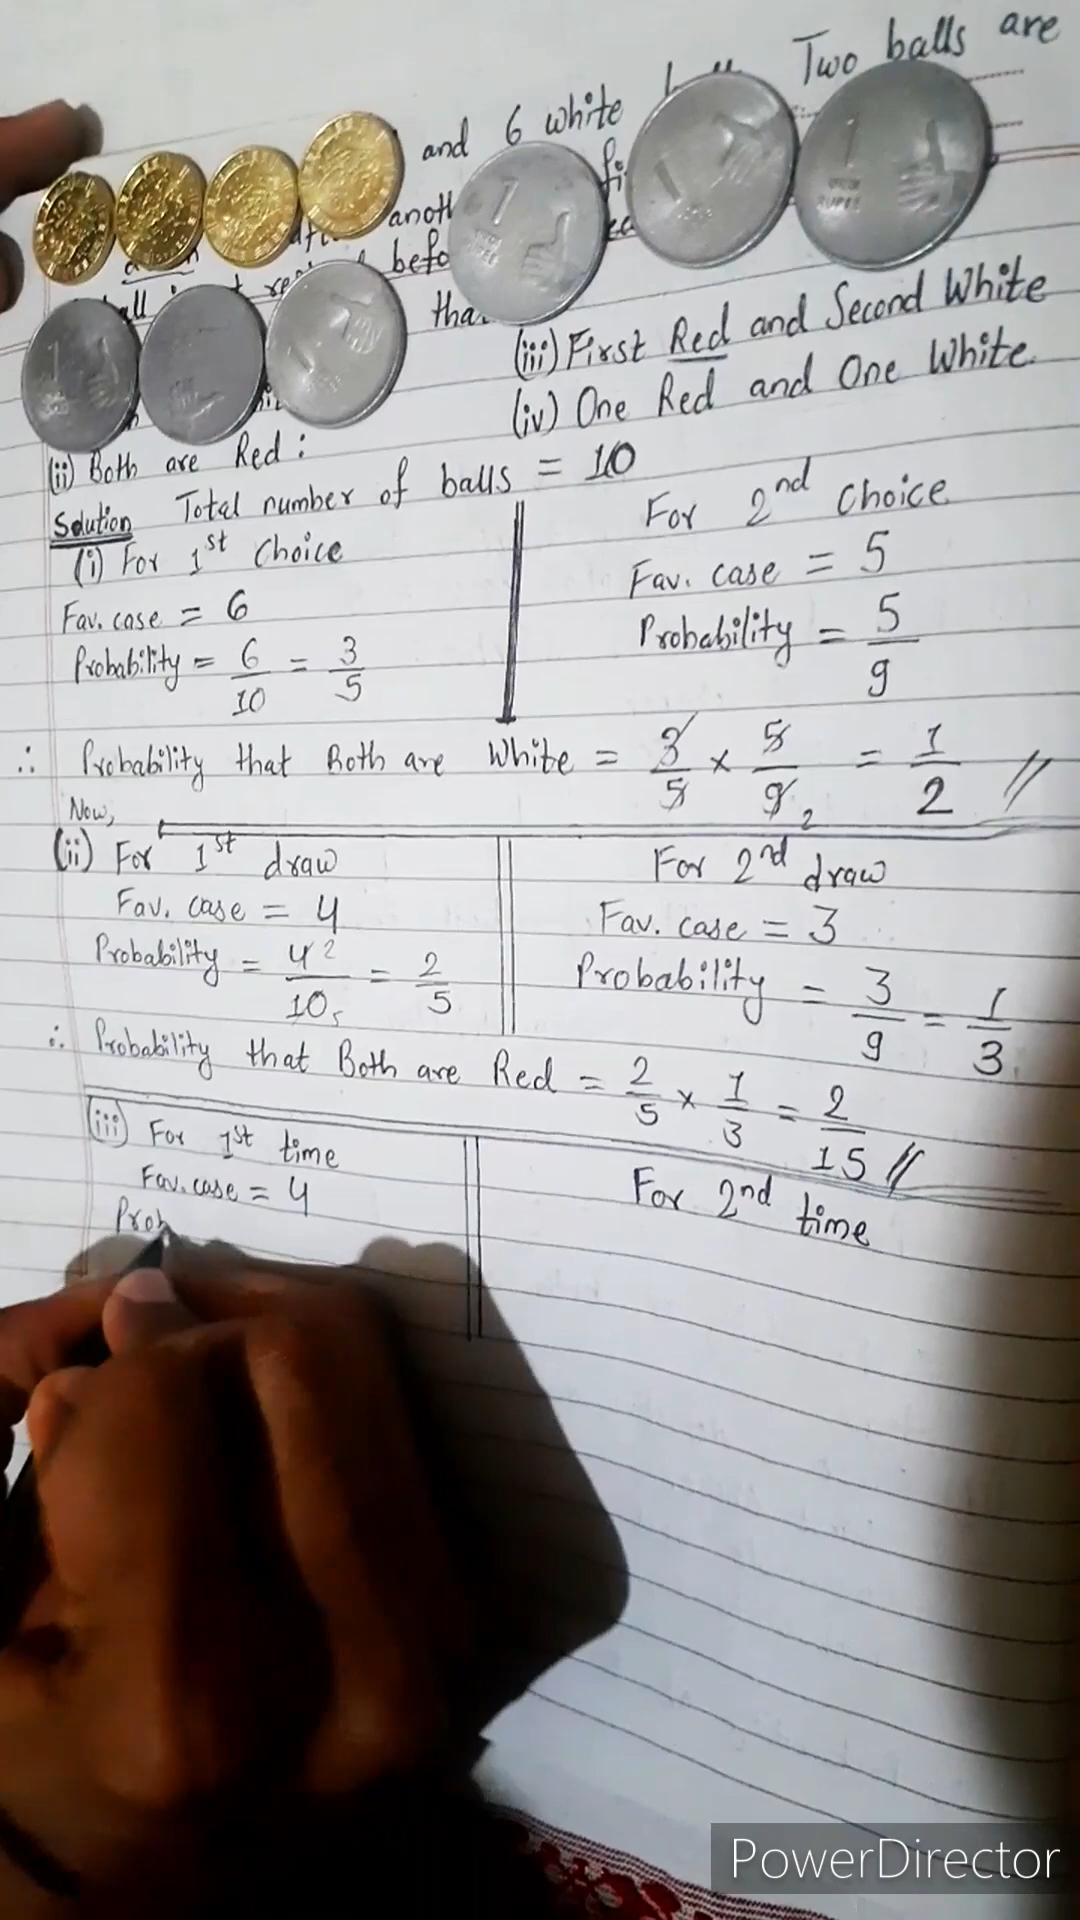 Two balls are
and 6 white
befo
(iii) First Red and Second White
(iv) One Red and One White.
(ii) Both are Red :
Solution Total number of balls = 10
(i) For 1st Choice
Fav. case = 6
Probability = 6/10 = 3/5
For 2nd Choice
Fav. case = 5
Probability = 5/9
∴ Probability that Both are White = 3/5 × 5/9 2 = 1/2 //
Now,
(ii) For 1st draw
Fav. case = 4
Probability = 4 2/10 5 = 2/5
For 2nd draw
Fav. case = 3
Probability = 3/9 = 1/3
∴ Probability that Both are Red = 2/5 × 1/3 = 2/15 //
(iii) For 1st time
Fav. case = 4
Prob
For 2nd time
PowerDirector